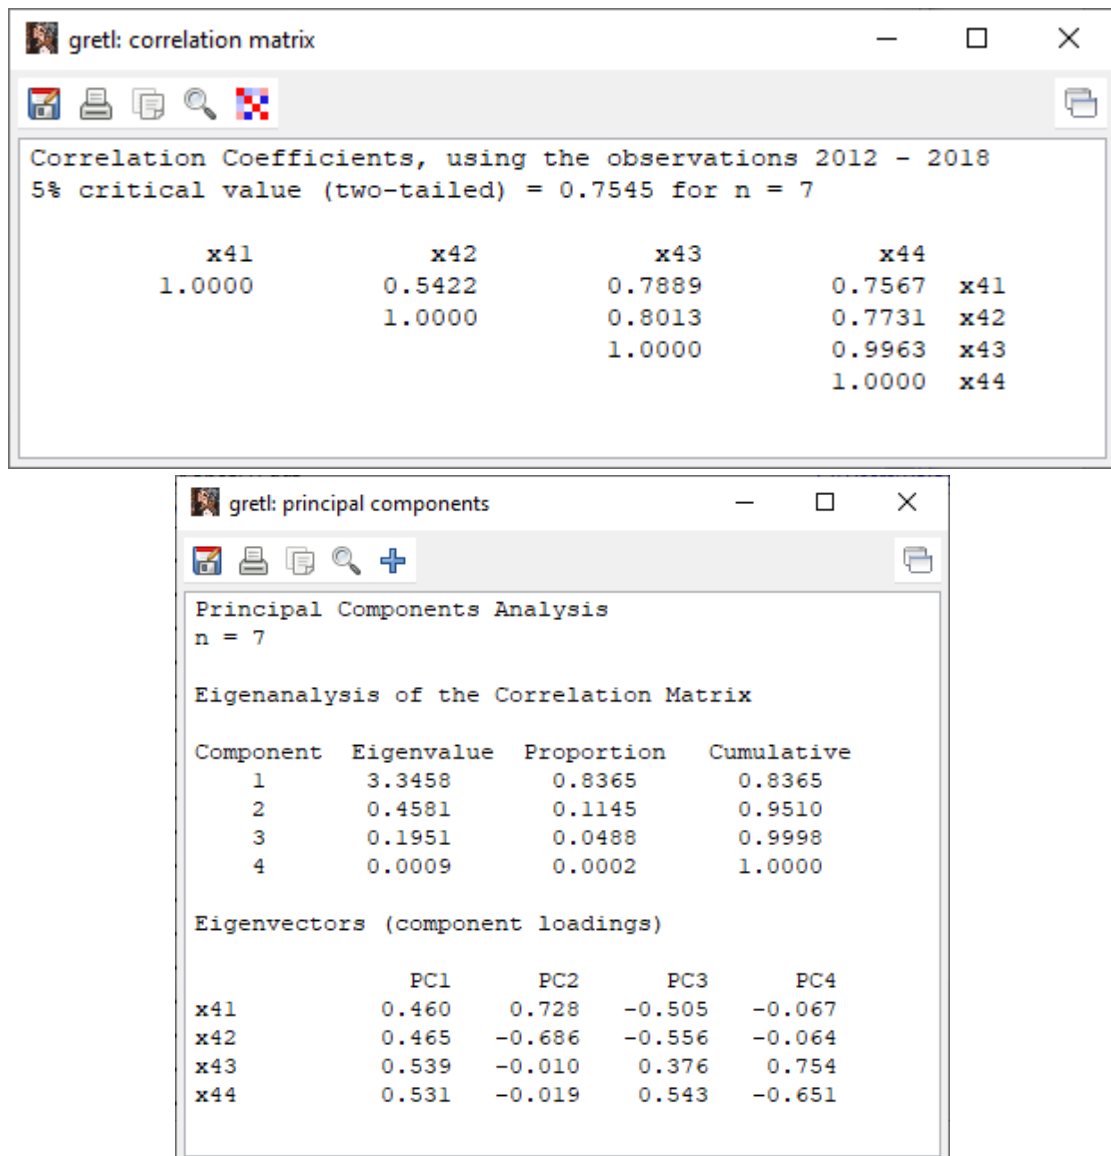 gretl: correlation matrix
Correlation Coefficients, using the observations 2012 - 2018
5% critical value (two-tailed) = 0.7545 for n = 7
x41 x42 x43 x44
1.0000 0.5422 0.7889 0.7567 x41
1.0000 0.8013 0.7731 x42
1.0000 0.9963 x43
1.0000 x44
gretl: principal components
Principal Components Analysis
n = 7
Eigenanalysis of the Correlation Matrix
Component Eigenvalue Proportion Cumulative
1 3.3458 0.8365 0.8365
2 0.4581 0.1145 0.9510
3 0.1951 0.0488 0.9998
4 0.0009 0.0002 1.0000
Eigenvectors (component loadings)
PC1 PC2 PC3 PC4
x41 0.460 0.728 -0.505 -0.067
x42 0.465 -0.686 -0.556 -0.064
x43 0.539 -0.010 0.376 0.754
x44 0.531 -0.019 0.543 -0.651